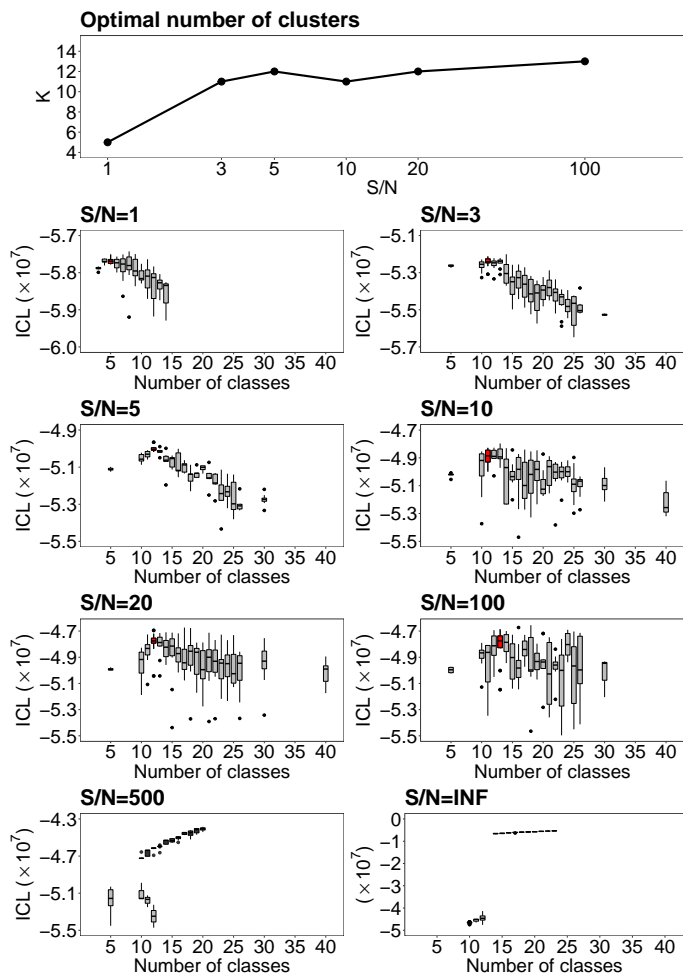 Optimal number of clusters
14
12
10
8
6
4
K
1 3 5 10 20 100
S/N
S/N=1
−5.7
−5.8
−5.9
−6.0
ICL (×10⁷)
5 10 15 20 25 30 35 40
Number of classes
S/N=3
−5.1
−5.3
−5.5
−5.7
ICL (×10⁷)
5 10 15 20 25 30 35 40
Number of classes
S/N=5
−4.9
−5.1
−5.3
−5.5
ICL (×10⁷)
5 10 15 20 25 30 35 40
Number of classes
S/N=10
−4.7
−4.9
−5.1
−5.3
−5.5
ICL (×10⁷)
5 10 15 20 25 30 35 40
Number of classes
S/N=20
−4.7
−4.9
−5.1
−5.3
−5.5
ICL (×10⁷)
5 10 15 20 25 30 35 40
Number of classes
S/N=100
−4.7
−4.9
−5.1
−5.3
−5.5
ICL (×10⁷)
5 10 15 20 25 30 35 40
Number of classes
S/N=500
−4.3
−4.7
−5.1
−5.5
ICL (×10⁷)
5 10 15 20 25 30 35 40
Number of classes
S/N=INF
0
−1
−2
−3
−4
−5
(×10⁷)
5 10 15 20 25 30 35 40
Number of classes